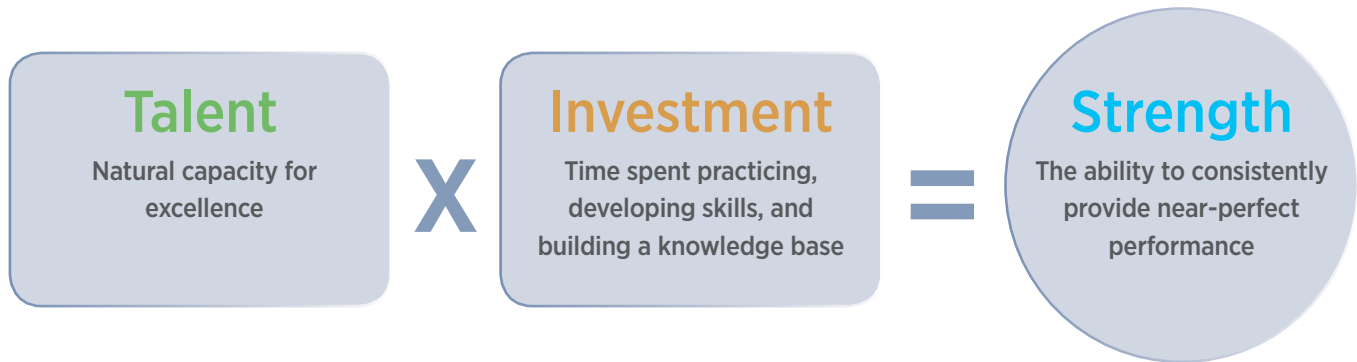 Talent
Natural capacity for
excellence
X
Investment
Time spent practicing,
developing skills, and
building a knowledge base
=
Strength
The ability to consistently
provide near-perfect
performance